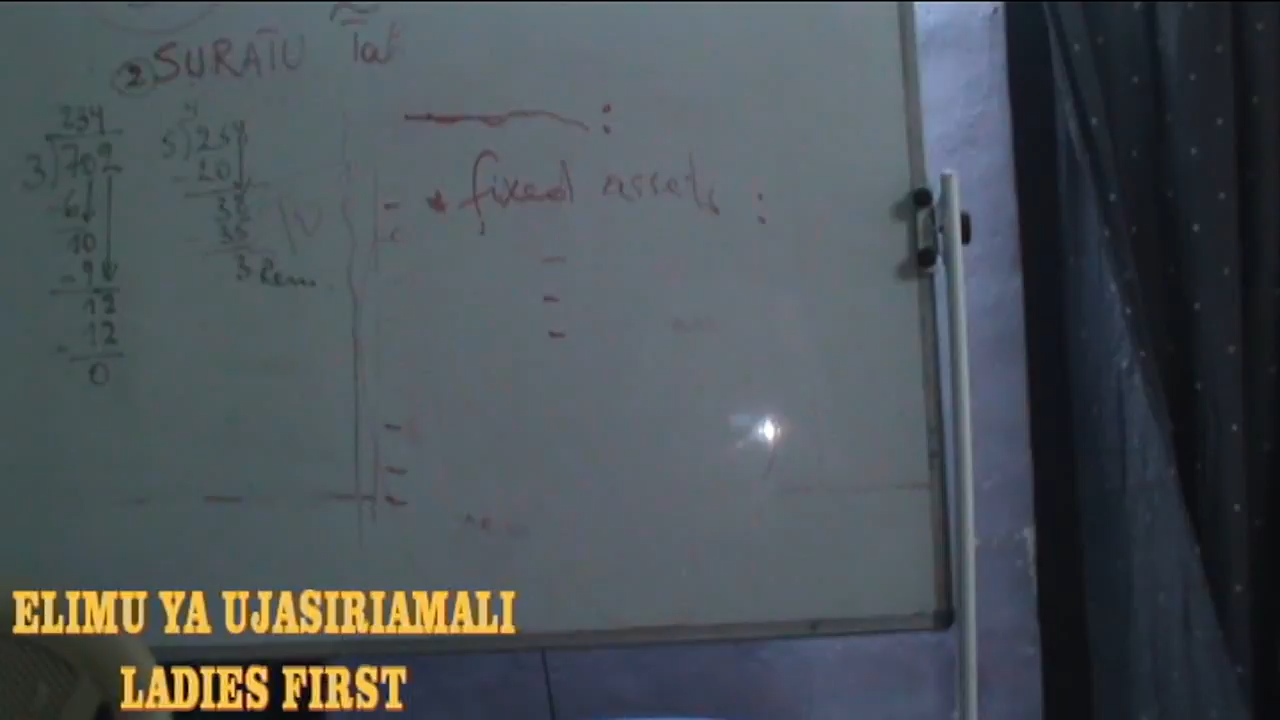 2 SURATU
234
3 709
- 6
10
- 9
12
- 12
0
5 238
- 20
38
- 35
3 Rem
:
* fixed assets :
ELIMU YA UJASIRIAMALI
LADIES FIRST